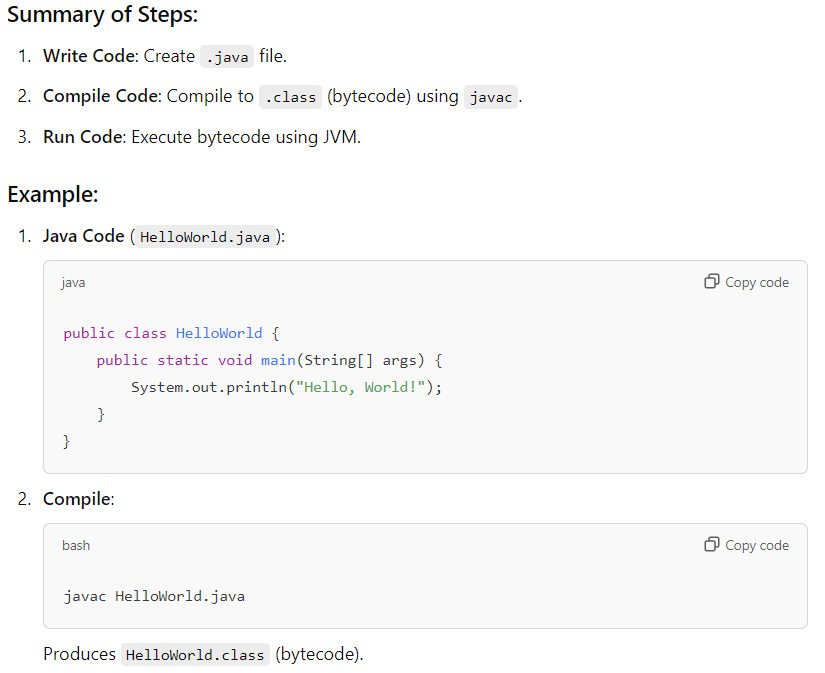 Summary of Steps:
1. Write Code: Create .java file.
2. Compile Code: Compile to .class (bytecode) using javac.
3. Run Code: Execute bytecode using JVM.
Example:
1. Java Code (HelloWorld.java):
java Copy code
public class HelloWorld {
    public static void main(String[] args) {
        System.out.println("Hello, World!");
    }
}
2. Compile:
bash Copy code
javac HelloWorld.java
Produces HelloWorld.class (bytecode).